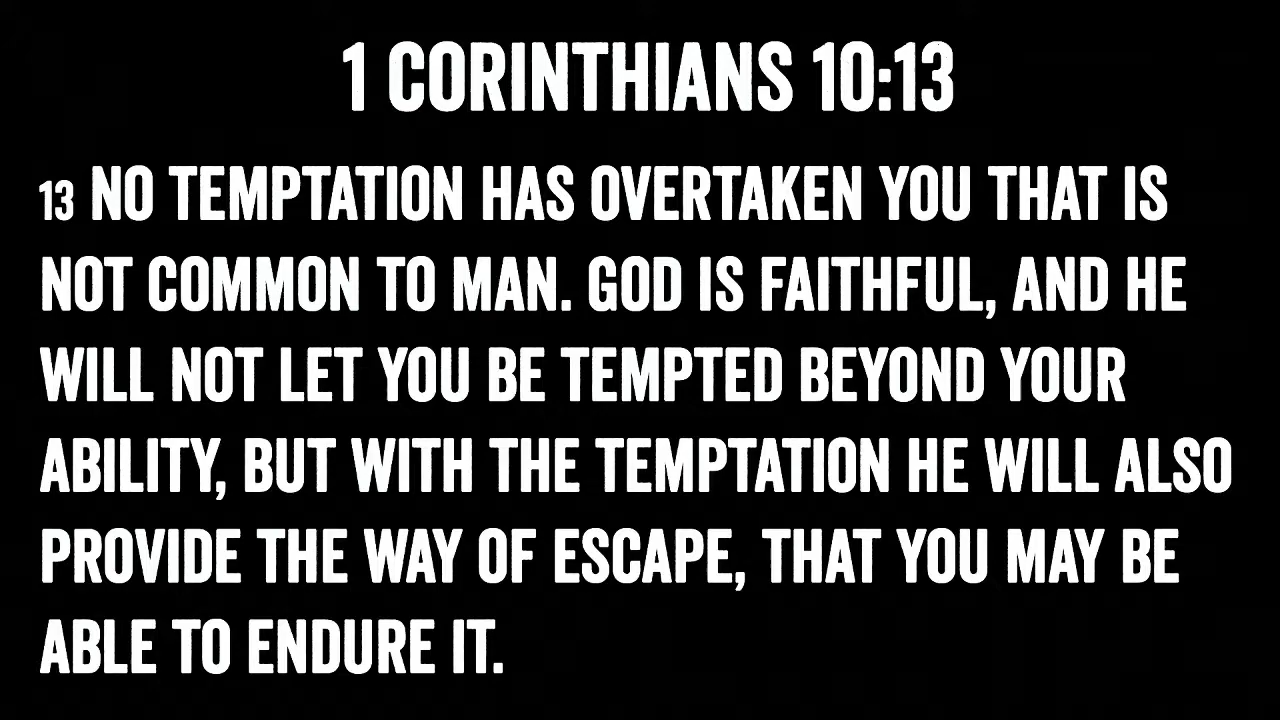 1 CORINTHIANS 10:13
13 NO TEMPTATION HAS OVERTAKEN YOU THAT IS
NOT COMMON TO MAN. GOD IS FAITHFUL, AND HE
WILL NOT LET YOU BE TEMPTED BEYOND YOUR
ABILITY, BUT WITH THE TEMPTATION HE WILL ALSO
PROVIDE THE WAY OF ESCAPE, THAT YOU MAY BE
ABLE TO ENDURE IT.